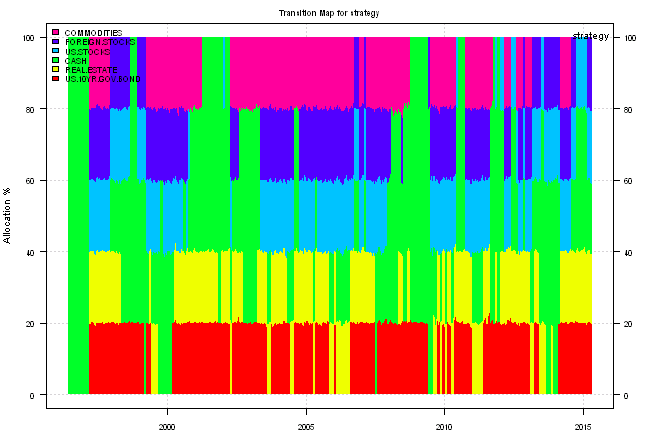 Transition Map for strategy
strategy
COMMODITIES
FOREIGN.STOCKS
US.STOCKS
CASH
REAL.ESTATE
US.10YR.GOV.BOND
Allocation %
100
80
60
40
20
0
100
80
60
40
20
0
2000 2005 2010 2015